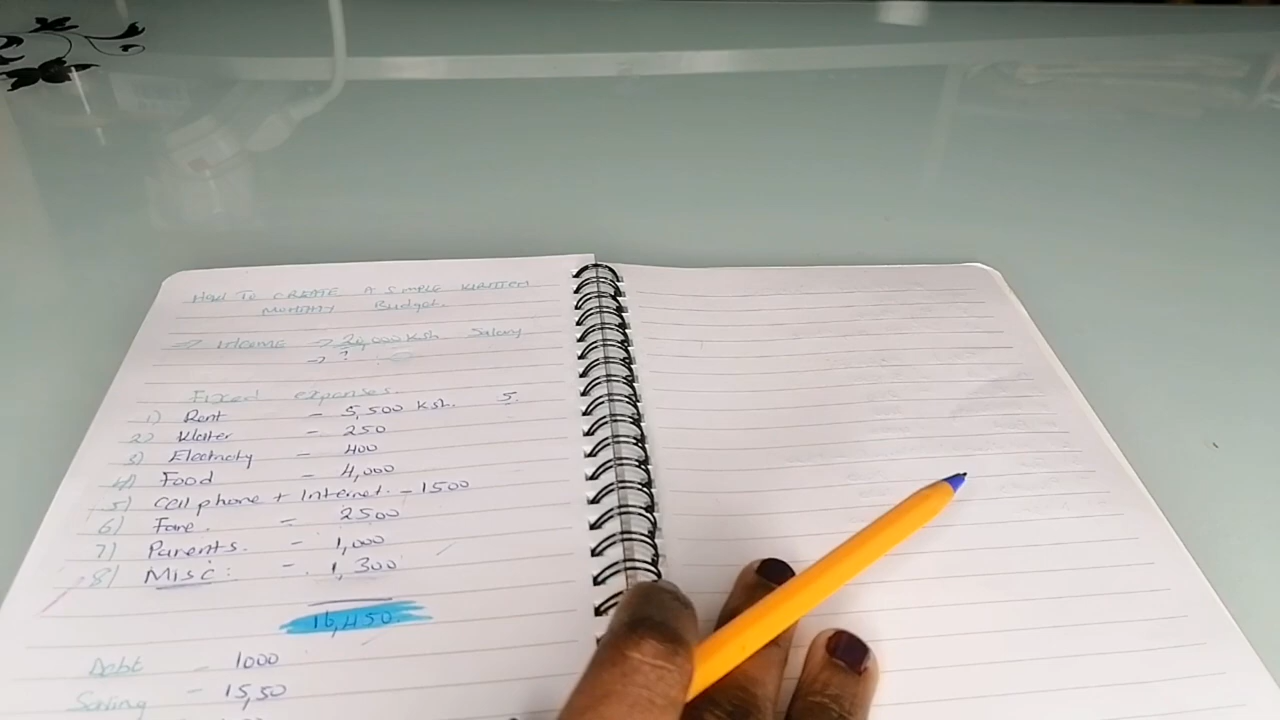 HOW TO CREATE A SIMPLE WRITTEN
MONTHLY Budget.
→ INCOME → 20,000 Ksh Salary
→ ?
Fixed expenses.
1) Rent - 5,500 Ksh. 5.
2) Water - 250
3) Electricity - 400
4) Food - 4,000
5) Cell phone + Internet. - 1500
6) Fare. - 2500
7) Parents. - 1,000
8) Misc: - 1,300
16,450.
Debt - 1000
Saving - 15,50